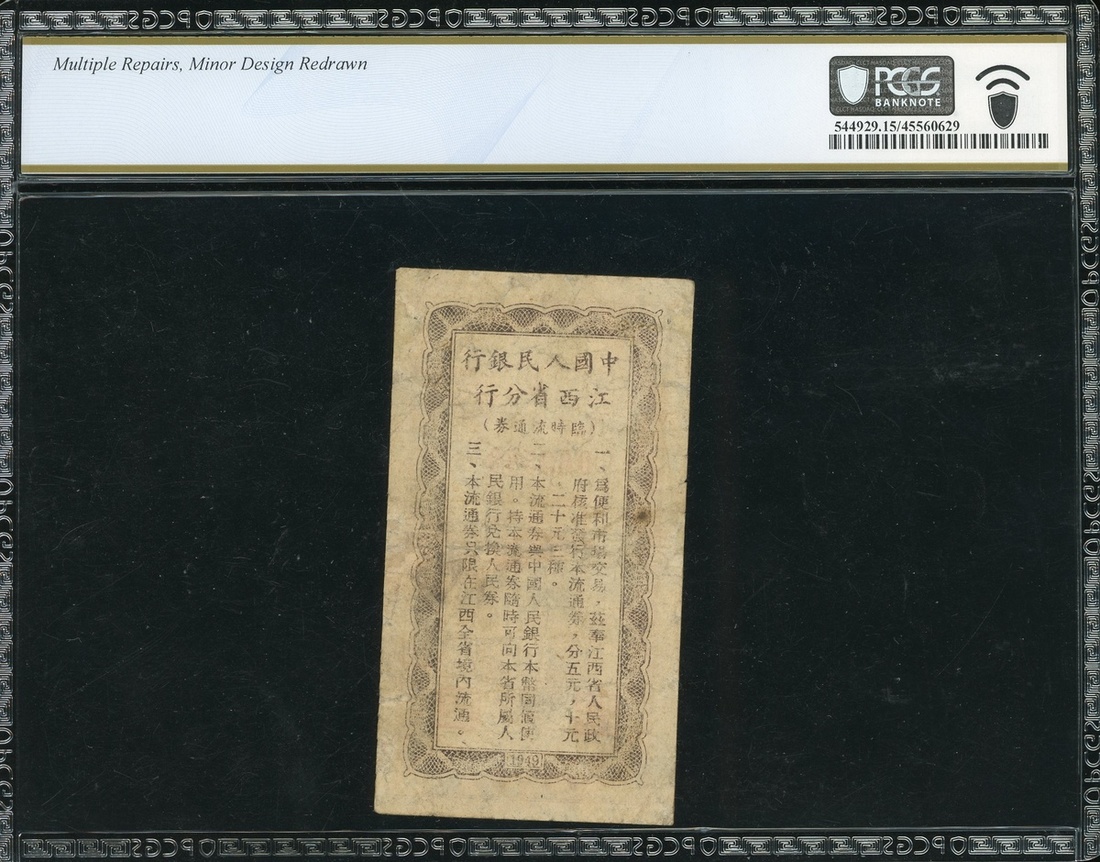 Multiple Repairs, Minor Design Redrawn
PCGS
BANKNOTE
544929.15/45560629
中國人民銀行
江西省分行
(臨時流通券)
一、爲便利市場交易，茲奉江西省人民政
府核准發行本流通券，分五元，十元
，二十元三種。
二、本流通券與中國人民銀行本幣同價使
用。持本流通券隨時可向本省所屬人
民銀行兌換人民券。
三、本流通券只限在江西全省境內流通。
1949